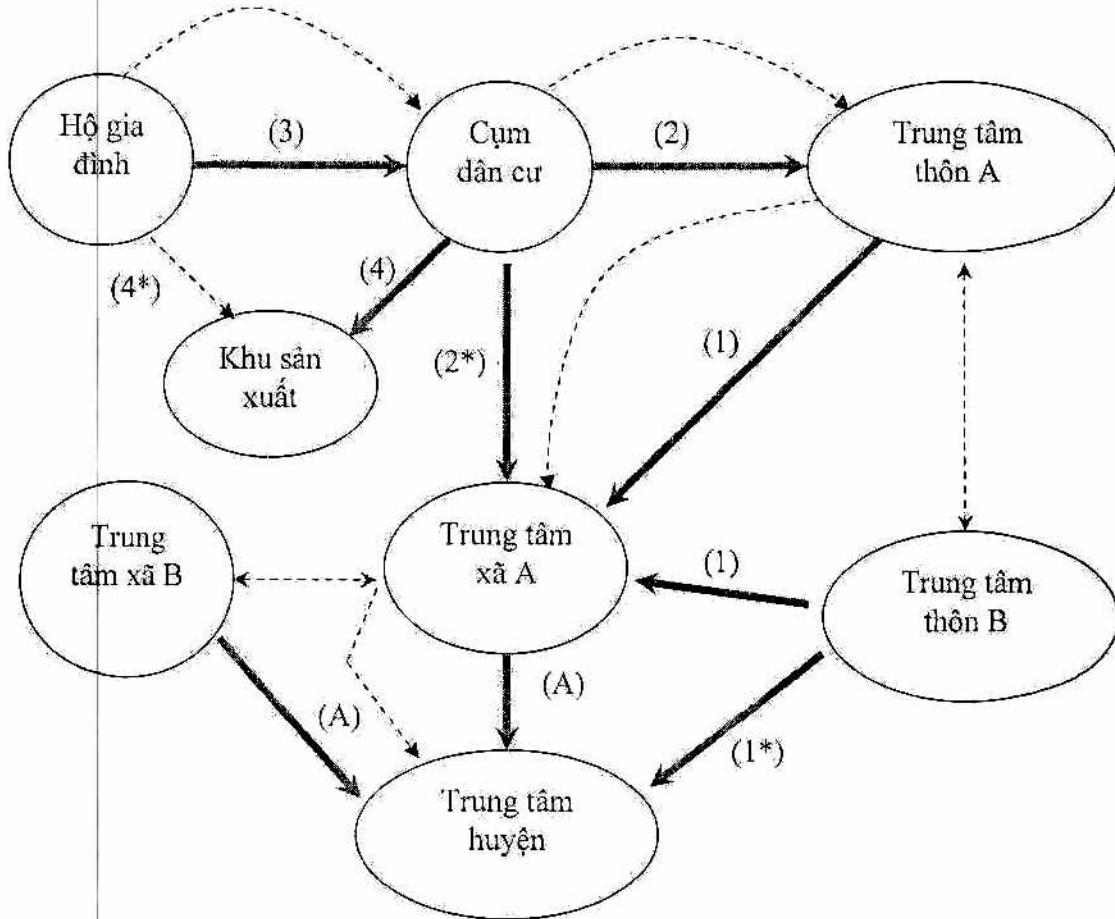 Hộ gia
đình
(3)
Cụm
dân cư
(2)
Trung tâm
thôn A
(4*)
(4)
Khu sản
xuất
(2*)
(1)
Trung
tâm xã B
Trung tâm
xã A
(1)
Trung tâm
thôn B
(A)
(A)
(1*)
Trung tâm
huyện